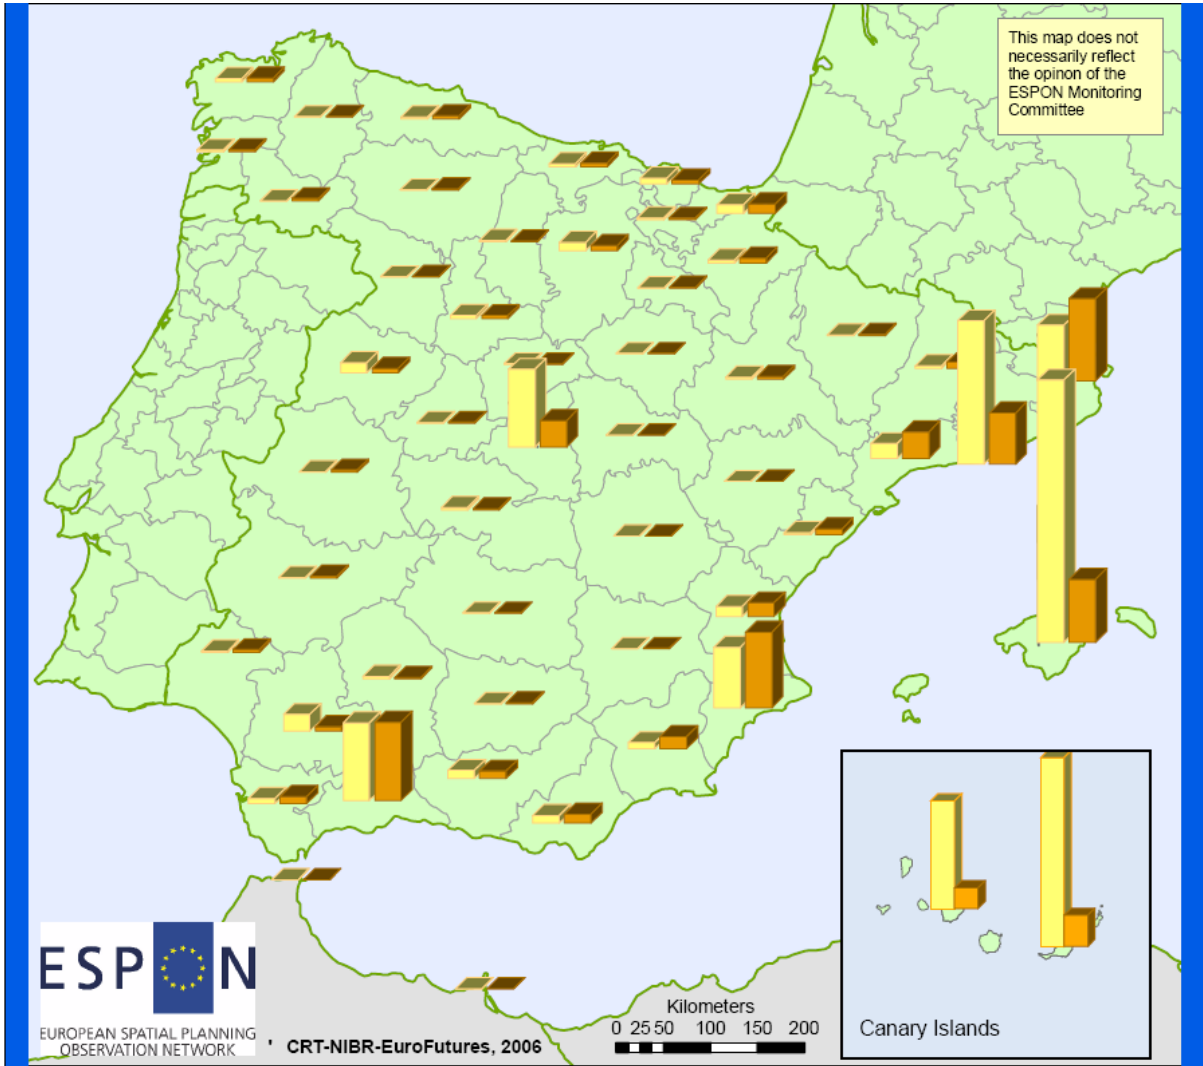 This map does not
necessarily reflect
the opinon of the
ESPON Monitoring
Committee
Canary Islands
Kilometers
0 25 50 100 150 200
ESPON
EUROPEAN SPATIAL PLANNING
OBSERVATION NETWORK
' CRT-NIBR-EuroFutures, 2006